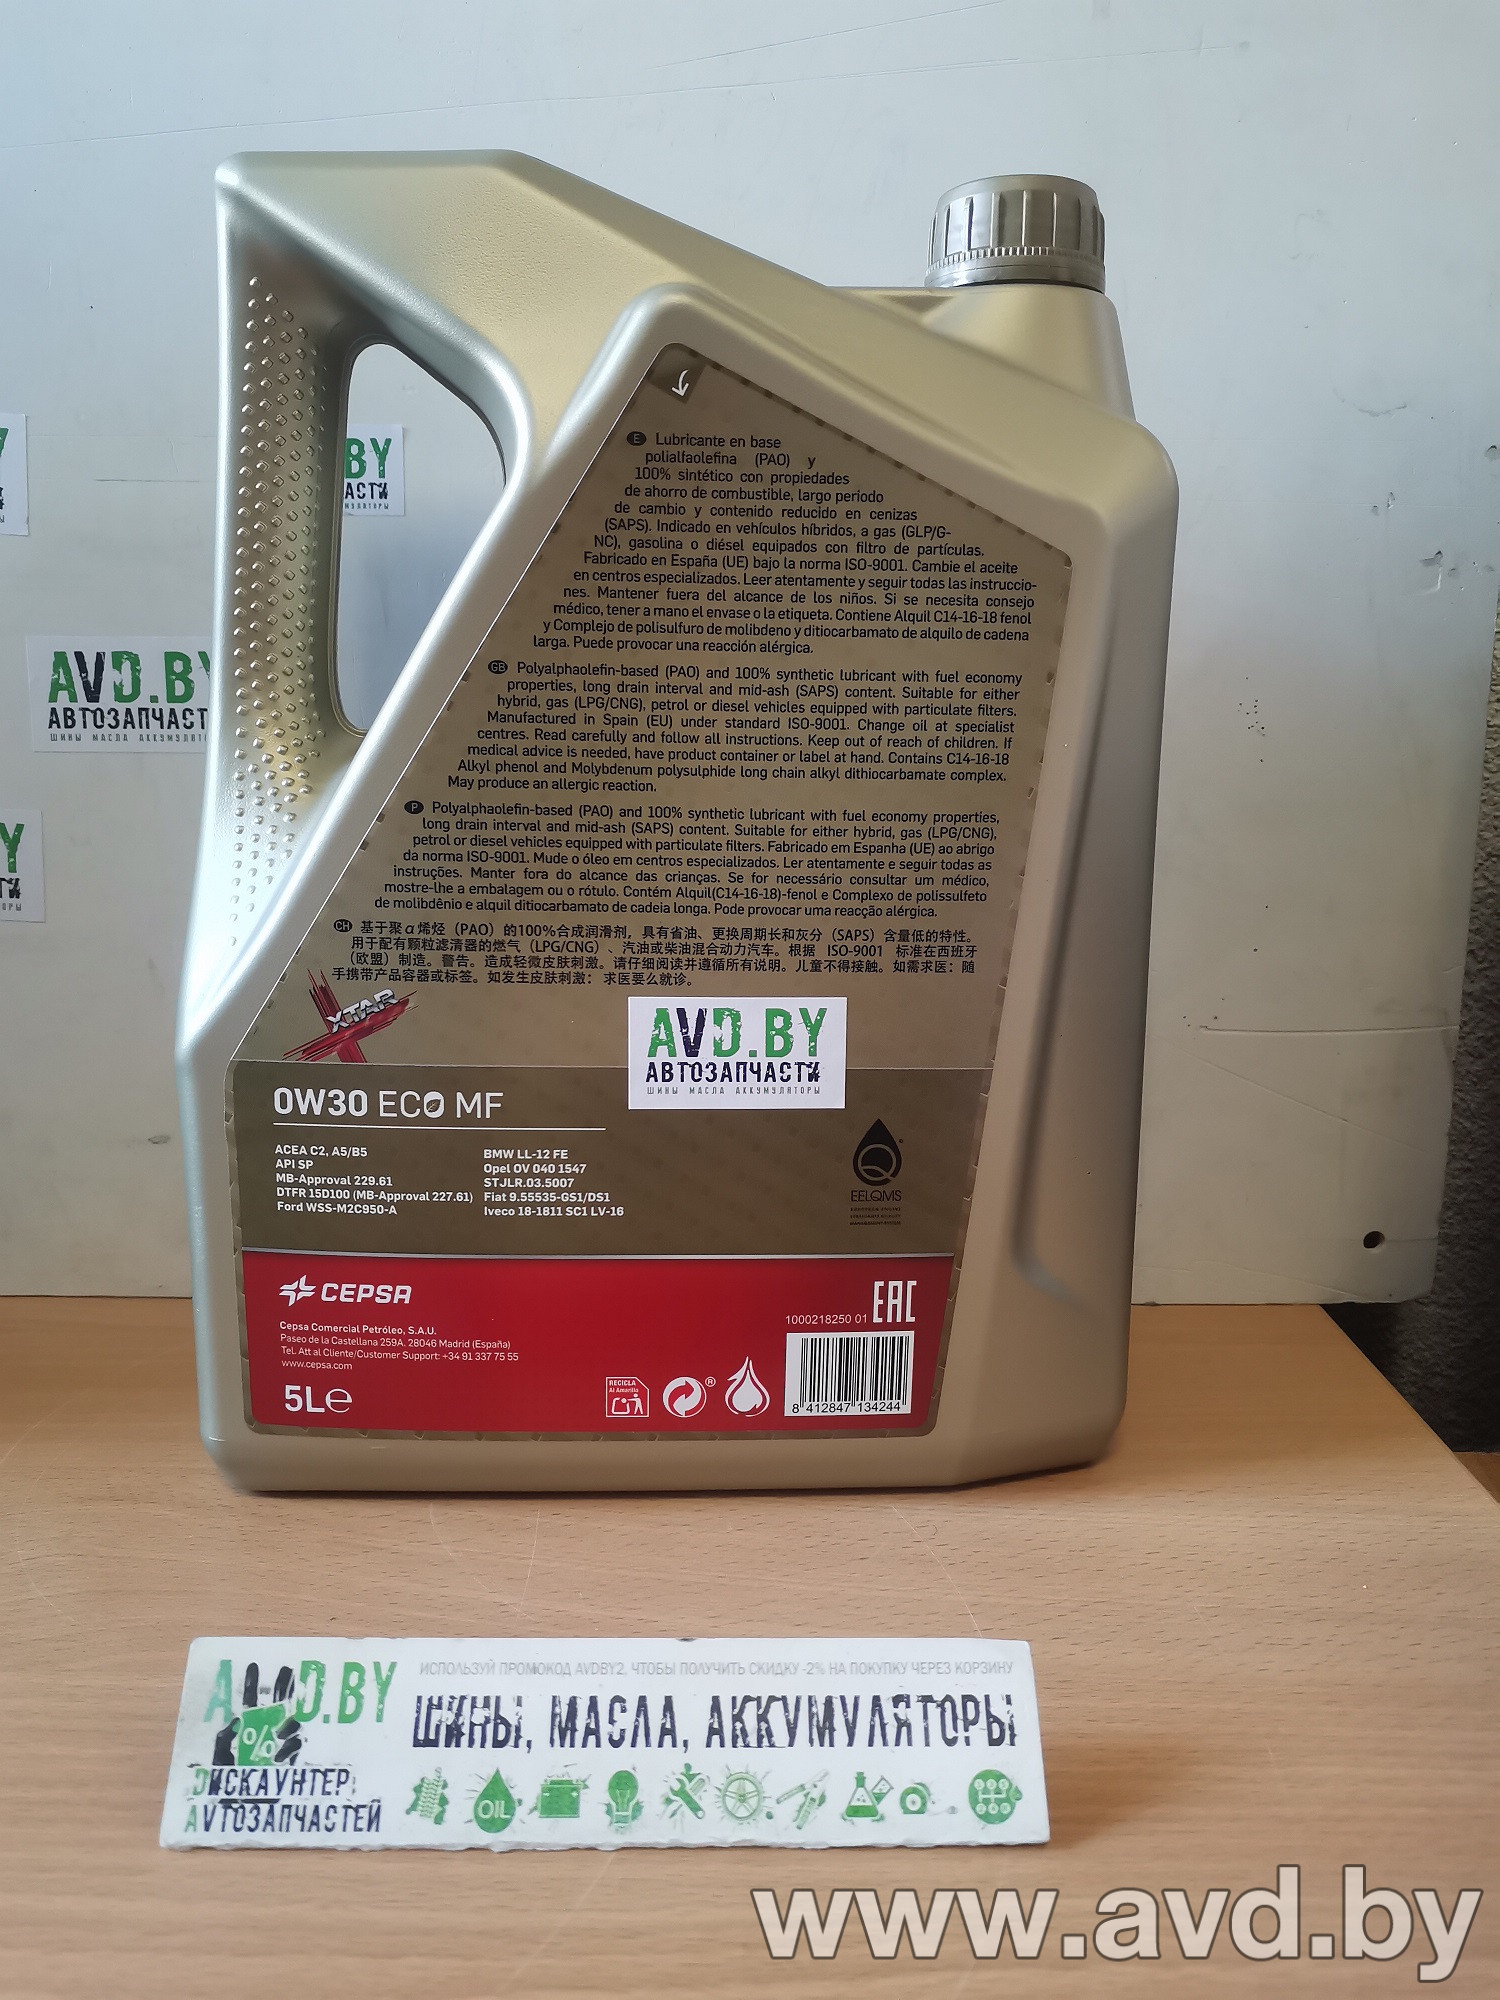 E Lubricante en base
polialfaolefina (PAO) y
100% sintético con propiedades
de ahorro de combustible, largo periodo
de cambio y contenido reducido en cenizas
(SAPS). Indicado en vehículos híbridos, a gas (GLP/G-
NC), gasolina o diésel equipados con filtro de partículas.
Fabricado en España (UE) bajo la norma ISO-9001. Cambie el aceite
en centros especializados. Leer atentamente y seguir todas las instruccio-
nes. Mantener fuera del alcance de los niños. Si se necesita consejo
médico, tener a mano el envase o la etiqueta. Contiene Alquil C14-16-18 fenol
y Complejo de polisulfuro de molibdeno y ditiocarbamato de alquilo de cadena
larga. Puede provocar una reacción alérgica.
GB Polyalphaolefin-based (PAO) and 100% synthetic lubricant with fuel economy
properties, long drain interval and mid-ash (SAPS) content. Suitable for either
hybrid, gas (LPG/CNG), petrol or diesel vehicles equipped with particulate filters.
Manufactured in Spain (EU) under standard ISO-9001. Change oil at specialist
centres. Read carefully and follow all instructions. Keep out of reach of children. If
medical advice is needed, have product container or label at hand. Contains C14-16-18
Alkyl phenol and Molybdenum polysulphide long chain alkyl dithiocarbamate complex.
May produce an allergic reaction.
P Polyalphaolefin-based (PAO) and 100% synthetic lubricant with fuel economy properties,
long drain interval and mid-ash (SAPS) content. Suitable for either hybrid, gas (LPG/CNG),
petrol or diesel vehicles equipped with particulate filters. Fabricado em Espanha (UE) ao abrigo
da norma ISO-9001. Mude o óleo em centros especializados. Ler atentamente e seguir todas as
instruções. Manter fora do alcance das crianças. Se for necessário consultar um médico,
mostre-lhe a embalagem ou o rótulo. Contém Alquil(C14-16-18)-fenol e Complexo de polissulfeto
de molibdênio e alquil ditiocarbamato de cadeia longa. Pode provocar uma reacção alérgica.
CH 基于聚α烯烃（PAO）的100%合成润滑剂，具有省油、更换周期长和灰分（SAPS）含量低的特性。
用于配有颗粒滤清器的燃气（LPG/CNG）、汽油或柴油混合动力汽车。根据 ISO-9001 标准在西班牙
（欧盟）制造。警告。造成轻微皮肤刺激。请仔细阅读并遵循所有说明。儿童不得接触。如需求医：随
手携带产品容器或标签。如发生皮肤刺激： 求医要么就诊。
XTAR
AVD.BY
АВТОЗАПЧАСТИ
ШИНЫ МАСЛА АККУМУЛЯТОРЫ
0W30 ECO MF
ACEA C2, A5/B5
API SP
MB-Approval 229.61
DTFR 15D100 (MB-Approval 227.61)
Ford WSS-M2C950-A
BMW LL-12 FE
Opel OV 040 1547
STJLR.03.5007
Fiat 9.55535-GS1/DS1
Iveco 18-1811 SC1 LV-16
EELQMS
EUROPEAN ENGINE
LUBRICANTS QUALITY
MANAGEMENT SYSTEM
CEPSA
Cepsa Comercial Petróleo, S.A.U.
Paseo de la Castellana 259A. 28046 Madrid (España)
Tel. Att al Cliente/Customer Support: +34 91 337 75 55
www.cepsa.com
5L℮
1000218250 01
EAC
RECICLA
Al Amarillo
8 412847 134244
BY
АСТИ
МУЛЯТОРЫ
AVD.BY
АВТОЗАПЧАСТ
ШИНЫ МАСЛА АККУМУЛЯТ
Y
ТИ
ОРЫ
AVD.BY
ДИСКАУНТЕР
АVТОЗАПЧАСТЕЙ
ИСПОЛЬЗУЙ ПРОМОКОД AVDBY2, ЧТОБЫ ПОЛУЧИТЬ СКИДКУ -2% НА ПОКУПКУ ЧЕРЕЗ КОРЗИНУ
ШИНЫ, МАСЛА, АККУМУЛЯТОРЫ
%
OIL
www.avd.by